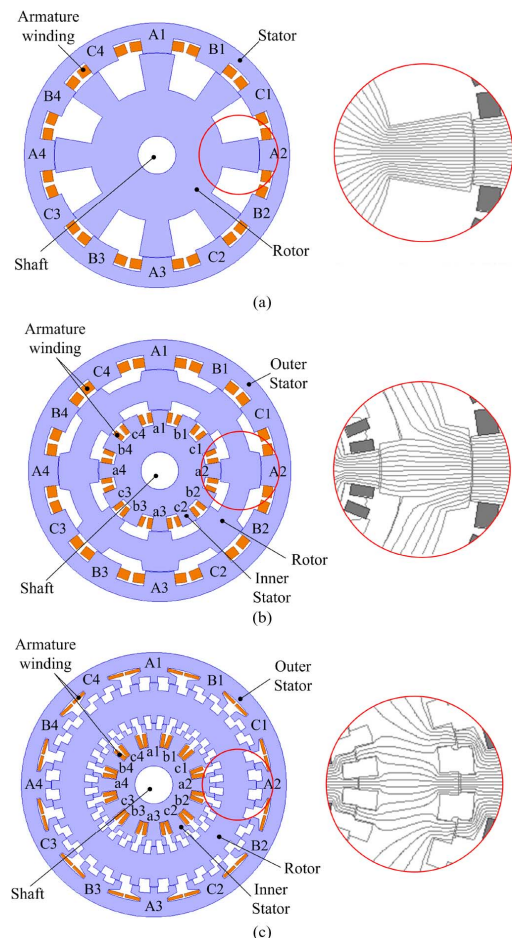 Armature
winding
C4
A1
B1
Stator
B4
C1
A4
A2
C3
B2
B3
A3
C2
Shaft
Rotor
(a)
Armature
winding
C4
A1
B1
Outer
Stator
B4
C1
c4
a1
b1
b4
c1
A4
a4
a2
A2
c3
b2
b3
a3
c2
C3
B2
B3
A3
C2
Rotor
Shaft
Inner
Stator
(b)
Armature
winding
C4
A1
B1
Outer
Stator
B4
C1
c4
a1
b1
b4
c1
A4
a4
a2
A2
c3
b2
b3
a3
c2
C3
B2
B3
A3
C2
Rotor
Shaft
Inner
Stator
(c)